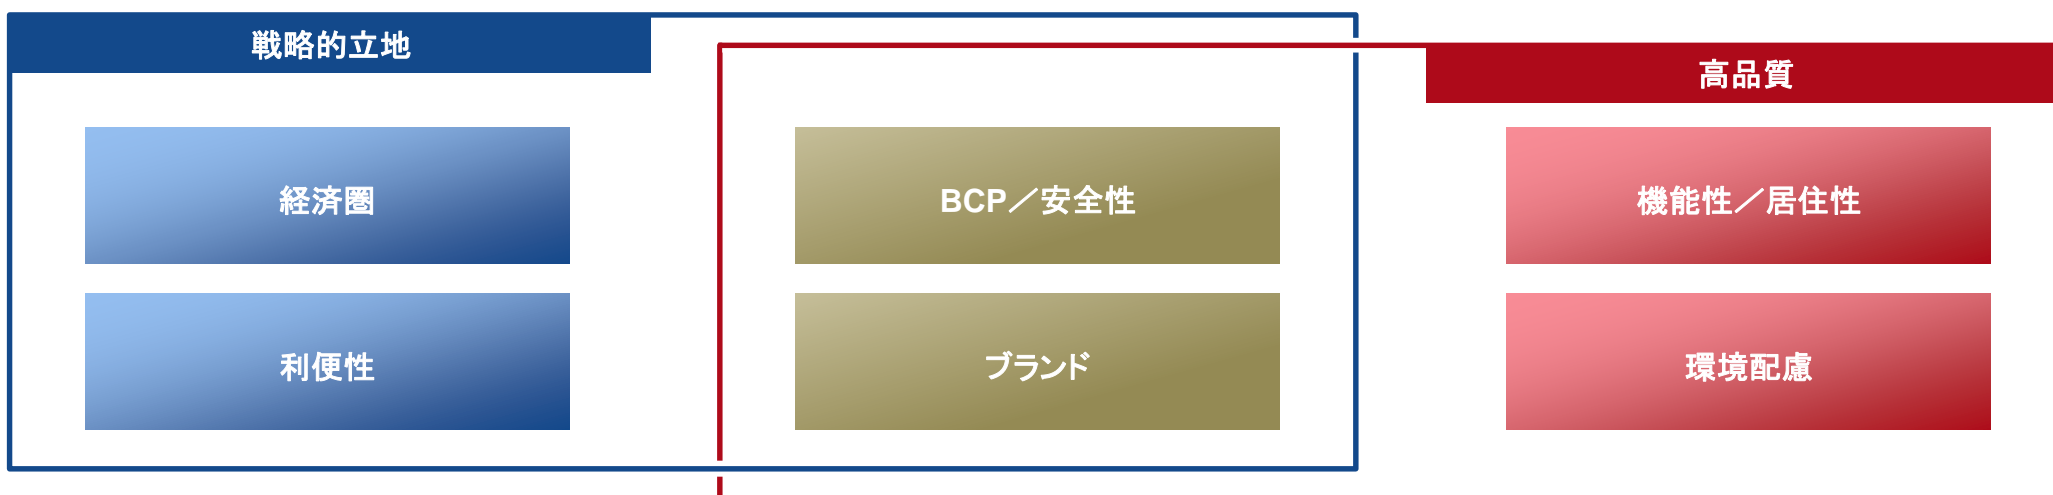 戦略的立地
高品質
経済圏
BCP／安全性
機能性／居住性
利便性
ブランド
環境配慮